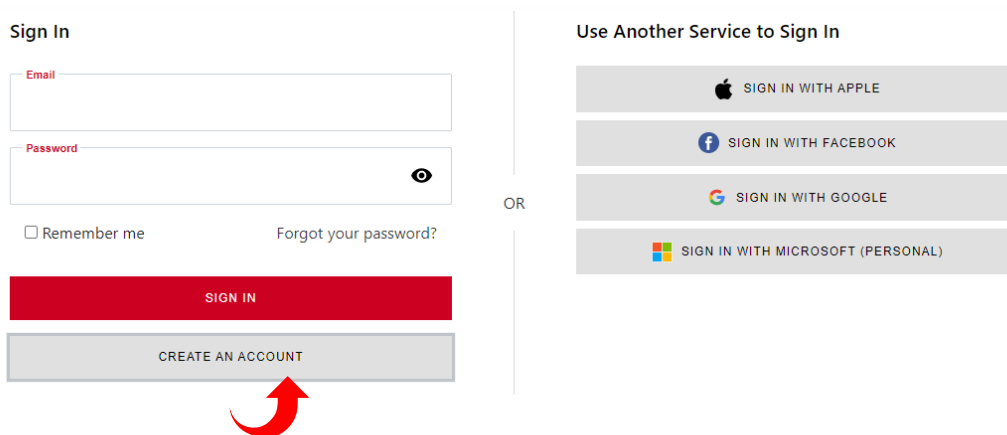 Sign In
Email
Password
Remember me
Forgot your password?
SIGN IN
CREATE AN ACCOUNT
OR
Use Another Service to Sign In
SIGN IN WITH APPLE
SIGN IN WITH FACEBOOK
SIGN IN WITH GOOGLE
SIGN IN WITH MICROSOFT (PERSONAL)